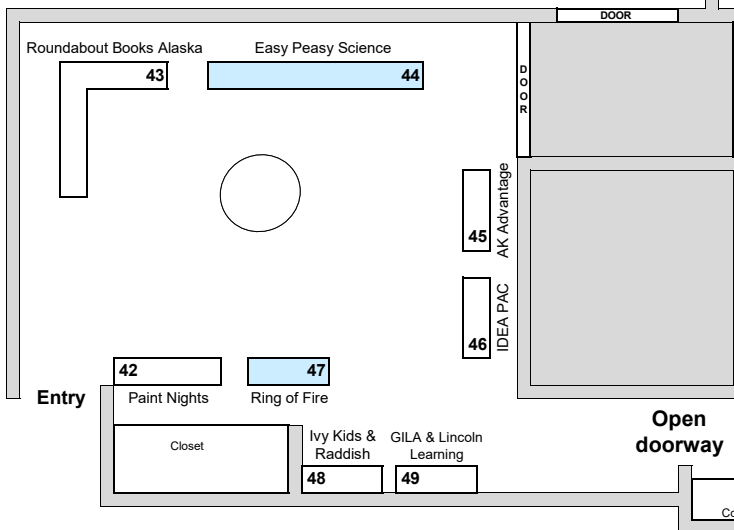 DOOR
Roundabout Books Alaska
Easy Peasy Science
43
44
DOOR
45
AK Advantage
46
IDEA PAC
42
47
Entry
Paint Nights
Ring of Fire
Open
doorway
Closet
Ivy Kids &
Raddish
GILA & Lincoln
Learning
48
49